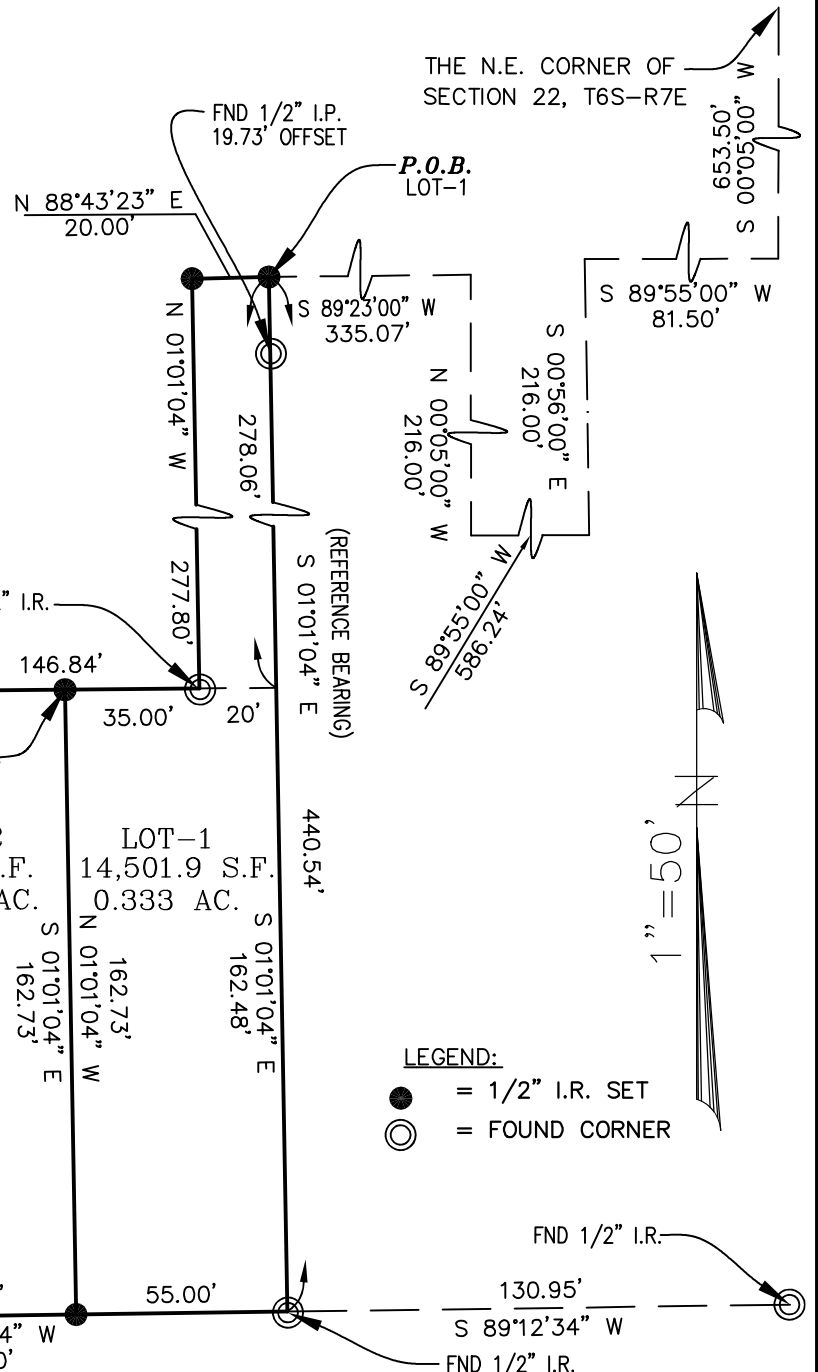 THE N.E. CORNER OF
SECTION 22, T6S-R7E
S 00°05'00" W
653.50'
FND 1/2" I.P.
19.73' OFFSET
P.O.B.
LOT-1
N 88°43'23" E
20.00'
S 89°23'00" W
335.07'
S 89°55'00" W
81.50'
N 01°01'04" W
277.80'
278.06'
N 00°05'00" W
216.00'
S 00°56'00" E
216.00'
S 89°55'00" W
586.24'
(REFERENCE BEARING)
S 01°01'04" E
" I.R.
146.84'
35.00'
20'
440.54'
1" =50'
N
.F.
AC.
LOT-1
14,501.9 S.F.
0.333 AC.
S 01°01'04" E
162.73'
N 01°01'04" W
162.73'
S 01°01'04" E
162.48'
LEGEND:
= 1/2" I.R. SET
= FOUND CORNER
FND 1/2" I.R.
55.00'
130.95'
S 89°12'34" W
4" W
0'
FND 1/2" I.R.